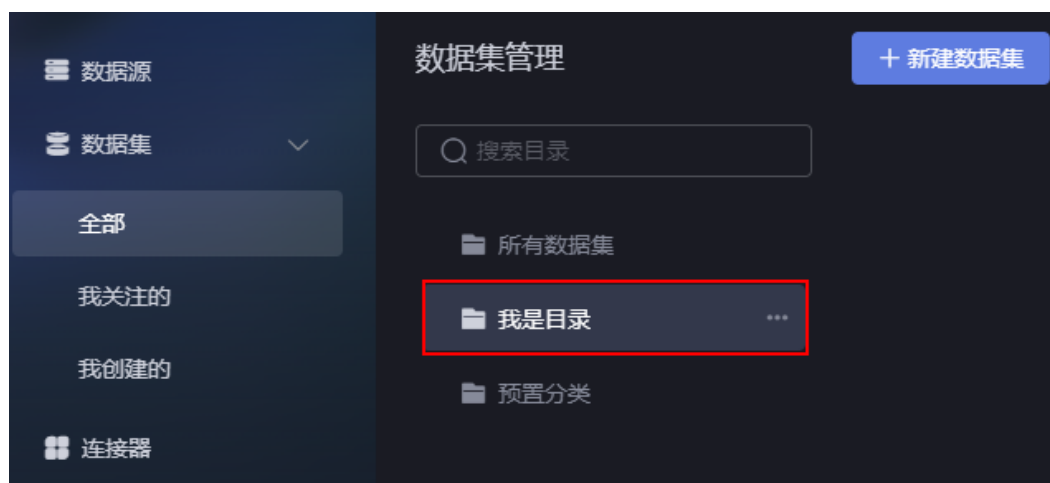 数据源
数据集
全部
我关注的
我创建的
连接器
数据集管理
新建数据集
搜索目录
所有数据集
我是目录
预置分类